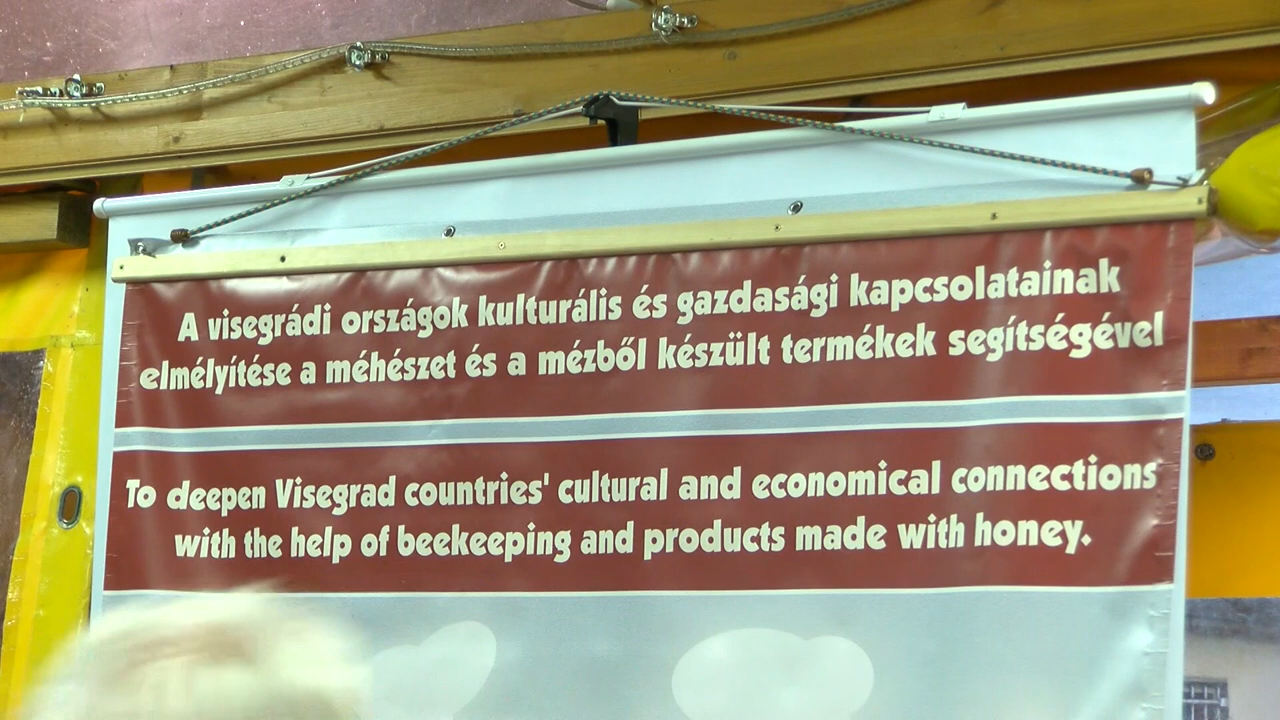 A visegrádi országok kulturális és gazdasági kapcsolatainak
elmélyítése a méhészet és a mézből készült termékek segítségével
To deepen Visegrad countries' cultural and economical connections
with the help of beekeeping and products made with honey.